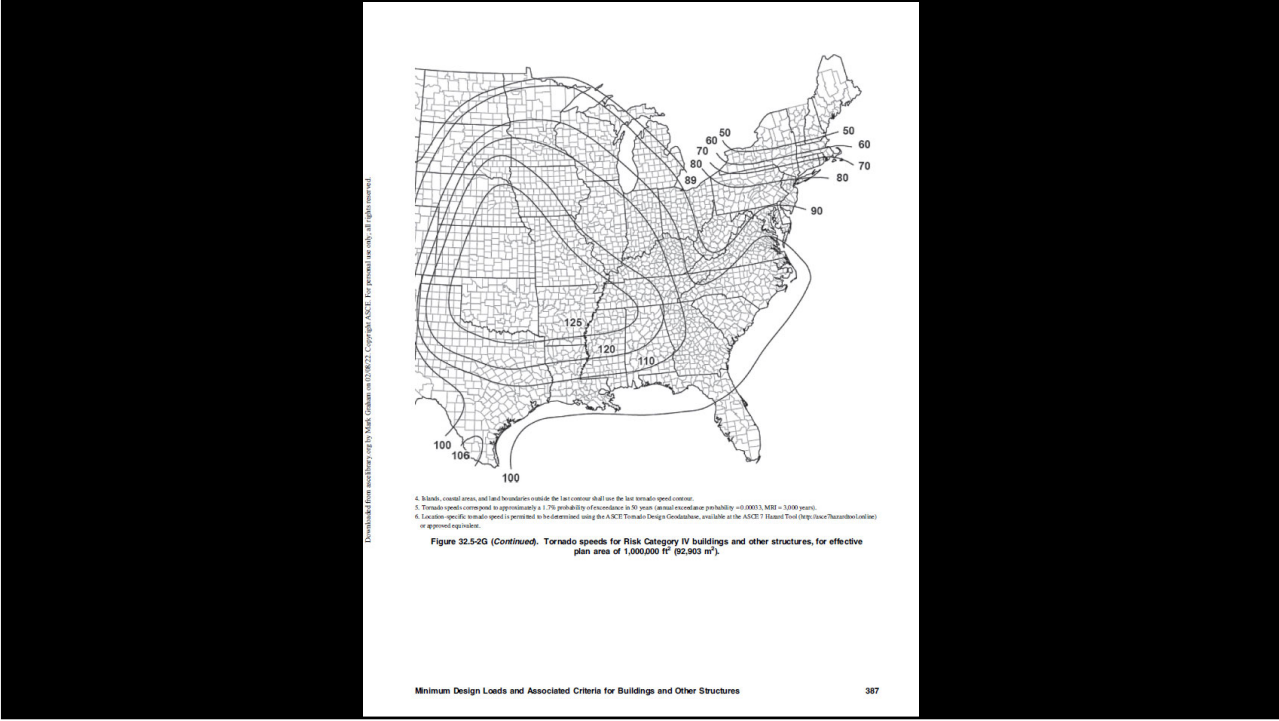 Downloaded from ascelibrary.org by Mark Graham on 02/08/22. Copyright ASCE. For personal use only; all rights reserved.
50
60
70
80
89
50
60
70
80
90
125
120
110
100
106
100
4. Islands, coastal areas, and land boundaries outside the last contour shall use the last tornado speed contour.
5. Tornado speeds correspond to approximately a 1.7% probability of exceedance in 50 years (annual exceedance probability = 0.00033, MRI = 3,000 years).
6. Location-specific tornado speed is permitted to be determined using the ASCE Tornado Design Geodatabase, available at the ASCE 7 Hazard Tool (http://asce7hazardtool.online)
or approved equivalent.
Figure 32.5-2G (Continued). Tornado speeds for Risk Category IV buildings and other structures, for effective
plan area of 1,000,000 ft² (92,903 m²).
Minimum Design Loads and Associated Criteria for Buildings and Other Structures
387